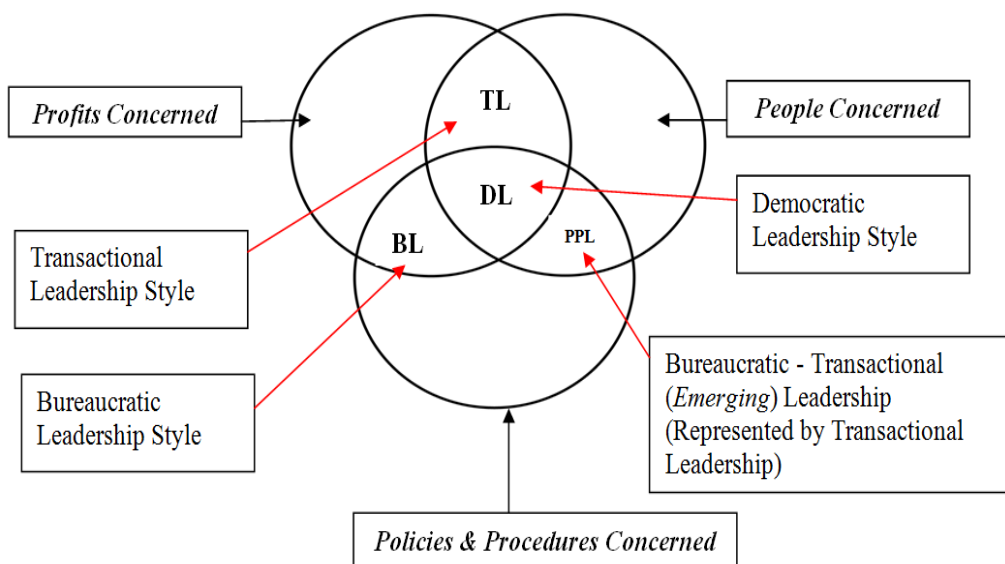 TL
Profits Concerned
People Concerned
DL
Democratic
Leadership Style
BL
PPL
Transactional
Leadership Style
Bureaucratic - Transactional
(Emerging) Leadership
(Represented by Transactional
Leadership)
Bureaucratic
Leadership Style
Policies & Procedures Concerned